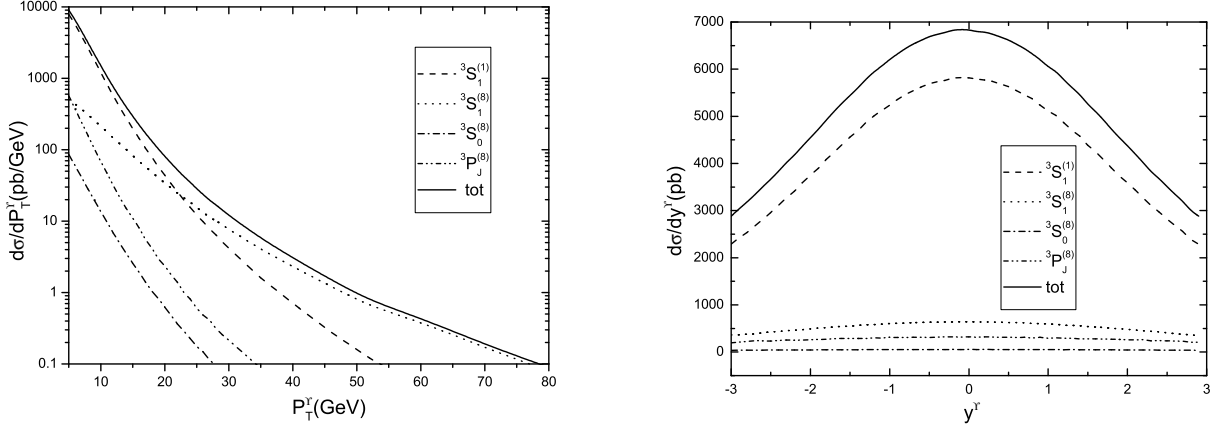 10000
1000
100
10
1
0.1
dσ/dP_T^ϒ(pb/GeV)
³S₁⁽¹⁾
³S₁⁽⁸⁾
³S₀⁽⁸⁾
³P_J⁽⁸⁾
tot
10 20 30 40 50 60 70 80
P_T^ϒ(GeV)
7000
6000
5000
4000
3000
2000
1000
0
dσ/dy^ϒ(pb)
³S₁⁽¹⁾
³S₁⁽⁸⁾
³S₀⁽⁸⁾
³P_J⁽⁸⁾
tot
-3 -2 -1 0 1 2 3
y^ϒ